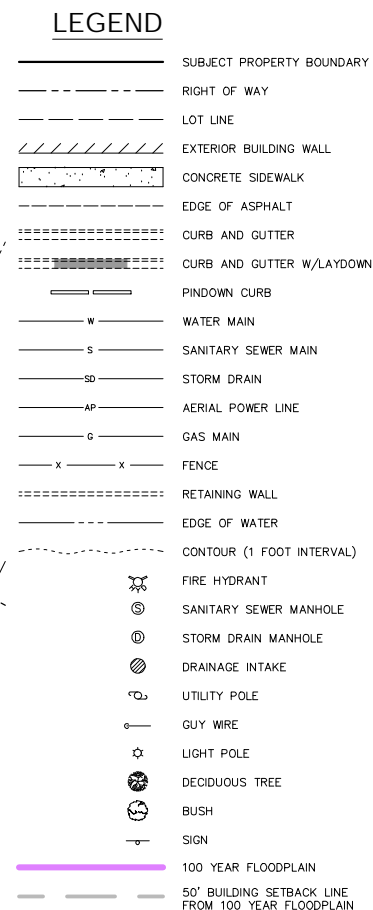 LEGEND
SUBJECT PROPERTY BOUNDARY
RIGHT OF WAY
LOT LINE
EXTERIOR BUILDING WALL
CONCRETE SIDEWALK
EDGE OF ASPHALT
CURB AND GUTTER
CURB AND GUTTER W/LAYDOWN
PINDOWN CURB
W WATER MAIN
S SANITARY SEWER MAIN
SD STORM DRAIN
AP AERIAL POWER LINE
G GAS MAIN
X X FENCE
RETAINING WALL
EDGE OF WATER
CONTOUR (1 FOOT INTERVAL)
FIRE HYDRANT
S SANITARY SEWER MANHOLE
D STORM DRAIN MANHOLE
DRAINAGE INTAKE
UTILITY POLE
GUY WIRE
LIGHT POLE
DECIDUOUS TREE
BUSH
SIGN
100 YEAR FLOODPLAIN
50' BUILDING SETBACK LINE
FROM 100 YEAR FLOODPLAIN